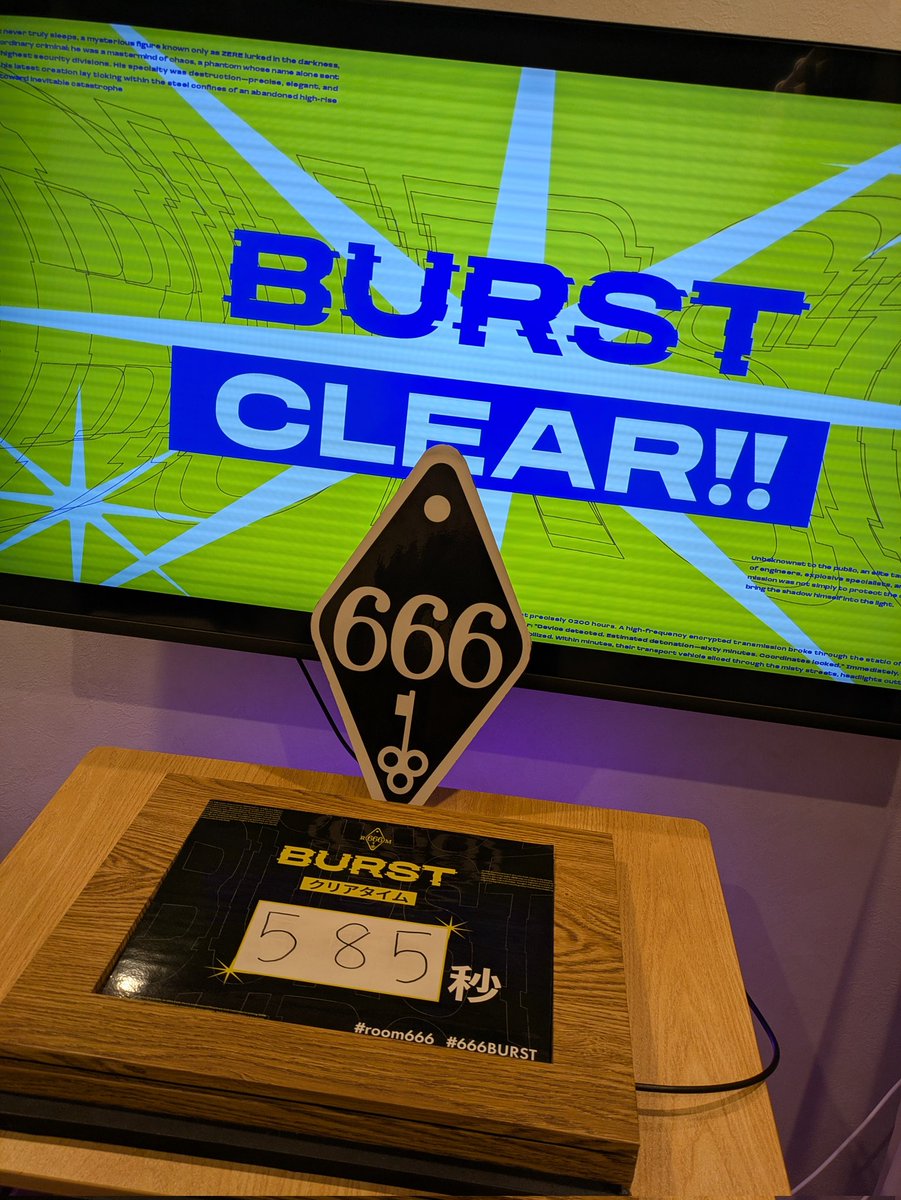 never truly sleeps, a mysterious figure known only as ZERE lurked in the darkness,
ordinary criminal; he was a mastermind of chaos, a phantom whose name alone sent
highest security divisions. His specialty was destruction—precise, elegant, and
his latest creation lay ticking within the steel confines of an abandoned high-rise
toward inevitable catastrophe
BURST
CLEAR!!
Unbeknownst to the public, an elite
of engineers, explosive specialists,
mission was not simply to protect the
bring the shadow himself into the light.
precisely 0200 hours. A high-frequency encrypted transmission broke through the static of
"Device detected. Estimated detonation—sixty minutes. Coordinates locked." Immediately,
Within minutes, their transport vehicle sliced through the misty streets, headlights
666
R666M
BURST
クリアタイム
585秒
#room666 #666BURST